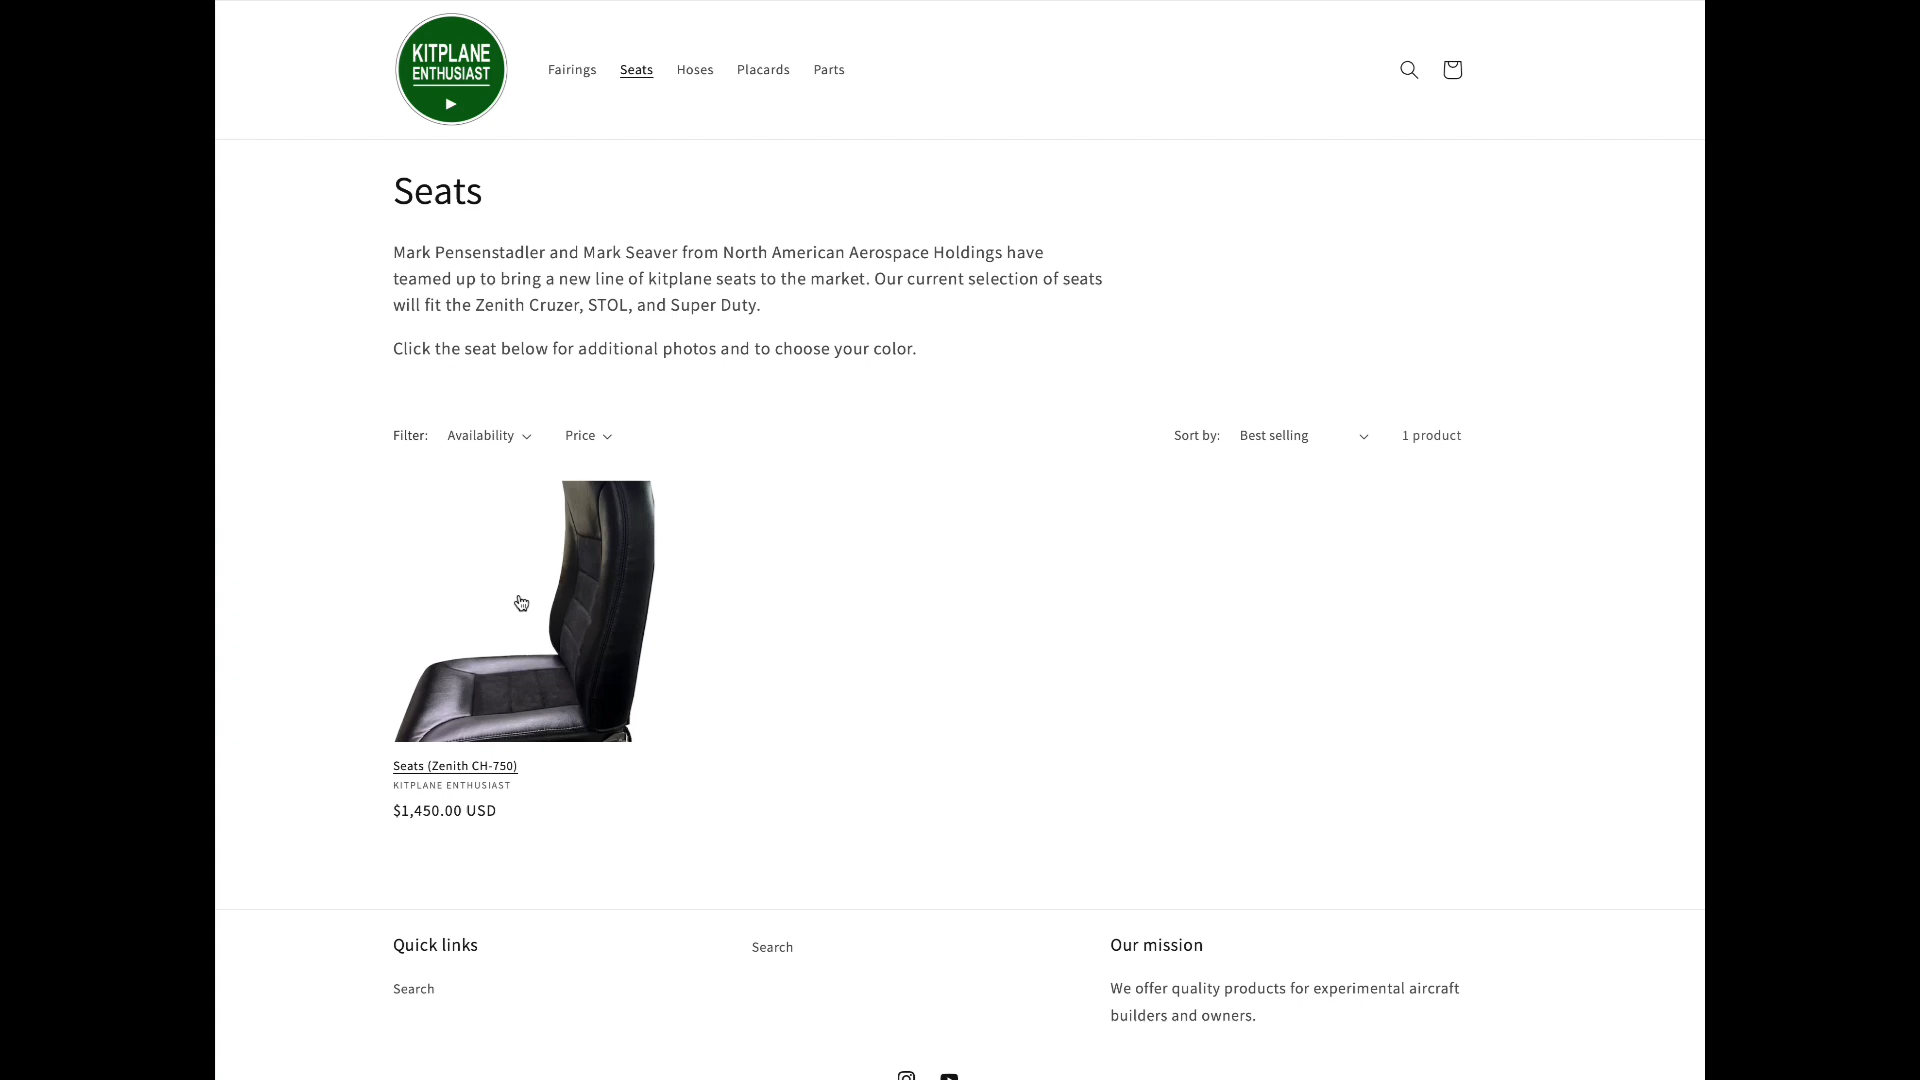 KITPLANE
ENTHUSIAST
Fairings
Seats
Hoses
Placards
Parts
Seats
Mark Pensenstadler and Mark Seaver from North American Aerospace Holdings have
teamed up to bring a new line of kitplane seats to the market. Our current selection of seats
will fit the Zenith Cruzer, STOL, and Super Duty.
Click the seat below for additional photos and to choose your color.
Filter:
Availability
Price
Sort by:
Best selling
1 product
Seats (Zenith CH-750)
KITPLANE ENTHUSIAST
$1,450.00 USD
Quick links
Search
Search
Our mission
We offer quality products for experimental aircraft
builders and owners.